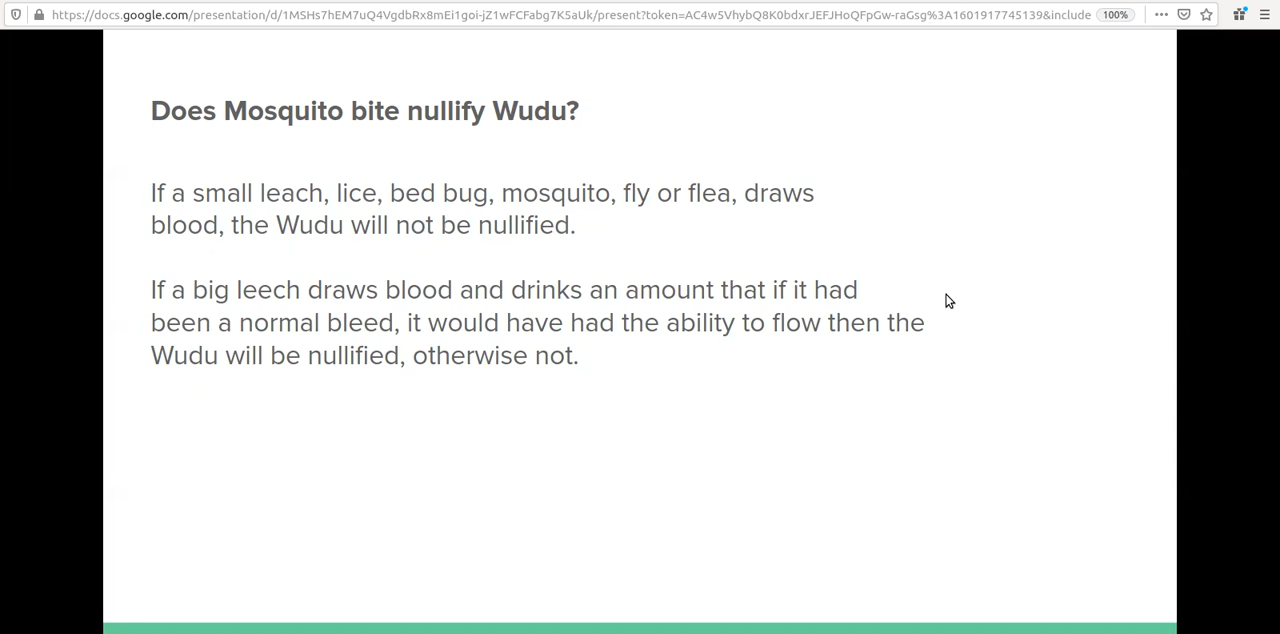 https://docs.google.com/presentation/d/1MSHs7hEM7uQ4VgdbRx8mEi1goi-jZ1wFCFabg7K5aUk/present?token=AC4w5VhybQ8K0bdxrJEFJHoQFpGw-raGsg%3A1601917745139&include 100%
Does Mosquito bite nullify Wudu?
If a small leach, lice, bed bug, mosquito, fly or flea, draws
blood, the Wudu will not be nullified.
If a big leech draws blood and drinks an amount that if it had
been a normal bleed, it would have had the ability to flow then the
Wudu will be nullified, otherwise not.